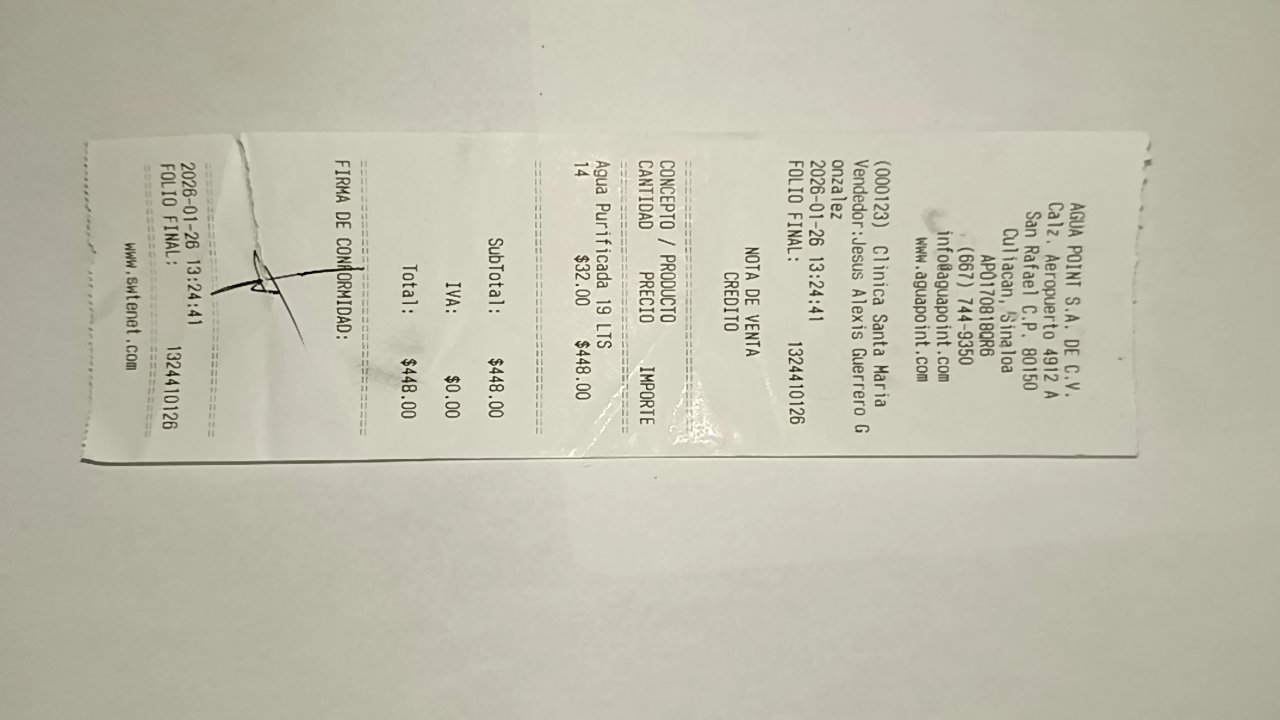 AGUA POINT S.A. DE C.V.
Calz. Aeropuerto 4912 A
San Rafael C.P. 80150
Culiacan, Sinaloa
APO170818QR6
(667) 744-9350
info@aguapoint.com
www.aguapoint.com
(000123) Clinica Santa Maria
Vendedor:Jesus Alexis Guerrero G
onzalez
2026-01-26 13:24:41
FOLIO FINAL: 1324410126
NOTA DE VENTA
CREDITO
CONCEPTO / PRODUCTO
CANTIDAD PRECIO IMPORTE
Agua Purificada 19 LTS
14 $32.00 $448.00
SubTotal: $448.00
IVA: $0.00
Total: $448.00
FIRMA DE CONFORMIDAD:
2026-01-26 13:24:41
FOLIO FINAL: 1324410126
www.swtenet.com